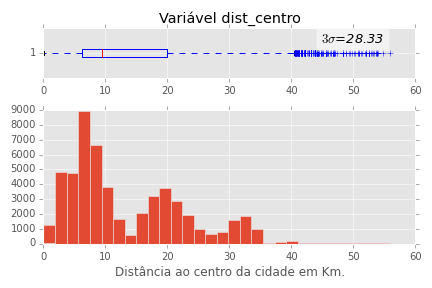 Variável dist_centro
3σ=28.33
1
0 10 20 30 40 50 60
9000
8000
7000
6000
5000
4000
3000
2000
1000
0
0 10 20 30 40 50 60
Distância ao centro da cidade em Km.